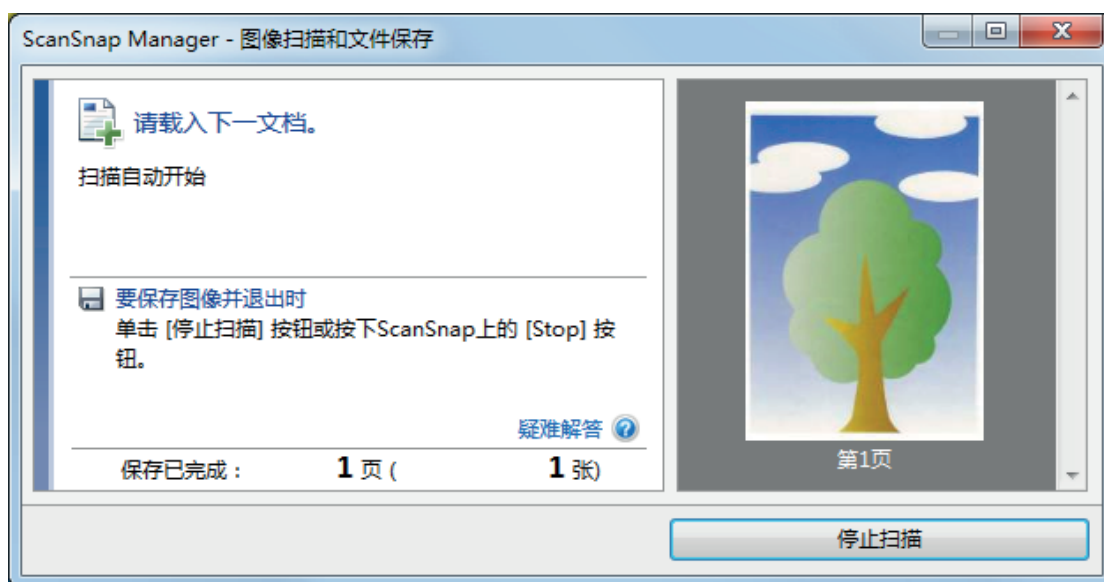 ScanSnap Manager - 图像扫描和文件保存
请载入下一文档。
扫描自动开始
要保存图像并退出时
单击 [停止扫描] 按钮或按下ScanSnap上的 [Stop] 按
钮。
疑难解答
保存已完成： 1 页 ( 1 张)
第1页
停止扫描